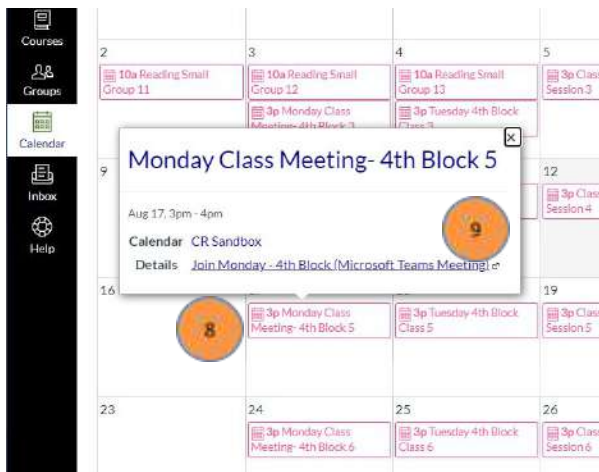 Courses
Groups
Calendar
Inbox
Help
2
3
4
5
10a Reading Small
Group 11
10a Reading Small
Group 12
10a Reading Small
Group 13
3p Clas
Session 3
3p Monday Class
Meeting- 4th Block 3
3p Tuesday 4th Block
Class 3
Monday Class Meeting- 4th Block 5
Aug 17, 3pm - 4pm
Calendar CR Sandbox
Details Join Monday - 4th Block (Microsoft Teams Meeting)
9
9
12
3p Clas
Session 4
16
19
8
3p Monday Class
Meeting- 4th Block 5
3p Tuesday 4th Block
Class 5
3p Clas
Session 5
23
24
25
26
3p Monday Class
Meeting- 4th Block 6
3p Tuesday 4th Block
Class 6
3p Clas
Session 6